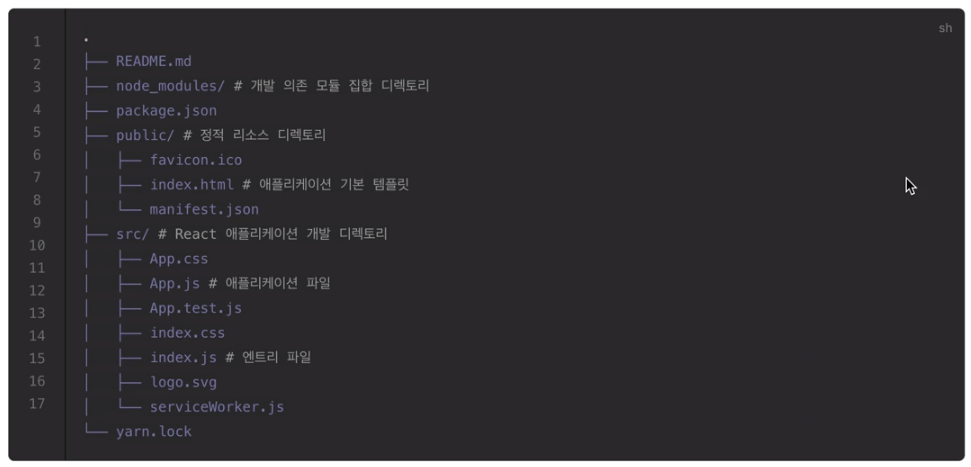 sh
1 .
2 ├── README.md
3 ├── node_modules/ # 개발 의존 모듈 집합 디렉토리
4 ├── package.json
5 ├── public/ # 정적 리소스 디렉토리
6 │   ├── favicon.ico
7 │   ├── index.html # 애플리케이션 기본 템플릿
8 │   └── manifest.json
9 ├── src/ # React 애플리케이션 개발 디렉토리
10 │   ├── App.css
11 │   ├── App.js # 애플리케이션 파일
12 │   ├── App.test.js
13 │   ├── index.css
14 │   ├── index.js # 엔트리 파일
15 │   ├── logo.svg
16 │   └── serviceWorker.js
17 └── yarn.lock